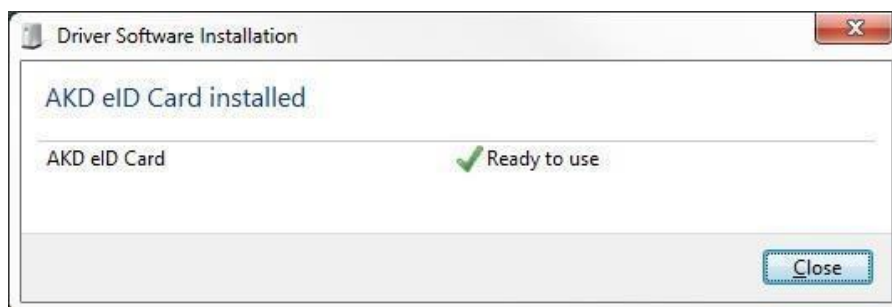 Driver Software Installation
AKD eID Card installed
AKD eID Card Ready to use
Close